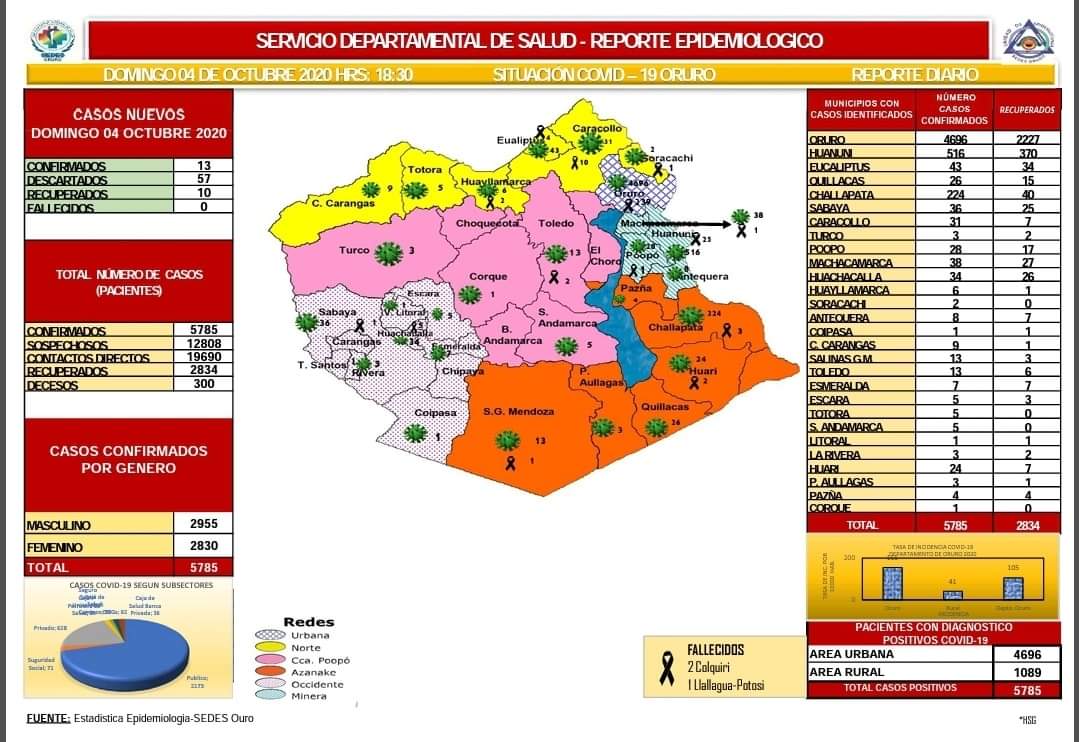 SERVICIO DEPARTAMENTAL DE SALUD - REPORTE EPIDEMIOLOGICO
DOMINGO 04 DE OCTUBRE 2020 HRS: 18:30 SITUACIÓN COVID – 19 ORURO REPORTE DIARIO
CASOS NUEVOS
DOMINGO 04 OCTUBRE 2020
CONFIRMADOS 13
DESCARTADOS 57
RECUPERADOS 10
FALLECIDOS 0
TOTAL NÚMERO DE CASOS
(PACIENTES)
CONFIRMADOS 5785
SOSPECHOSOS 12808
CONTACTOS DIRECTOS 19690
RECUPERADOS 2834
DECESOS 300
CASOS CONFIRMADOS
POR GENERO
MASCULINO 2955
FEMENINO 2830
TOTAL 5785
CASOS COVID-19 SEGUN SUBSECTORES
Caja de
Salud Banca
Privada; 36
Privado; 828
Suguridad
Social; 71
Publico;
FUENTE: Estadistica Epidemiologia-SEDES Ouro
Caracollo
31
Eucaliptus
43
10
2
Soracachi
1
Totora
5
Huayllamarca
6
2
C. Carangas
9
4696
Oruro
239
Choquecota
Toledo
13
2
Machacamarca
38
1
Huanuni
23
516
El
Choro
28
Poopó
1
Antequera
8
Turco
3
Corque
1
Pazña
4
Escara
5
Sabaya
36
1
V. Litoral
Huachacalla
34
Carangas
Esmeralda
7
T. Santos
Rivera
3
Chipaya
B.
Andamarca
S.
Andamarca
5
Challapata
224
3
24
Huari
2
P.
Aullagas
3
Quillacas
26
Coipasa
1
S.G. Mendoza
13
1
Redes
Urbana
Norte
Cca. Poopó
Azanake
Occidente
Minera
FALLECIDOS
2 Colquiri
1 Llallagua-Potosi
MUNICIPIOS CON CASOS IDENTIFICADOS NÚMERO CASOS CONFIRMADOS RECUPERADOS
ORURO 4696 2227
HUANUNI 516 370
EUCALIPTUS 43 34
QUILLACAS 26 15
CHALLAPATA 224 40
SABAYA 36 25
CARACOLLO 31 7
TURCO 3 2
POOPO 28 17
MACHACAMARCA 38 27
HUACHACALLA 34 26
HUAYLLAMARCA 6 1
SORACACHI 2 0
ANTEQUERA 8 7
COIPASA 1 1
C. CARANGAS 9 1
SALINAS G.M. 13 3
TOLEDO 13 6
ESMERALDA 7 7
ESCARA 5 3
TOTORA 5 0
S. ANDAMARCA 5 0
LITORAL 1 1
LA RIVERA 3 2
HUARI 24 7
P. AULLAGAS 3 1
PAZÑA 4 4
CORQUE 1 0
TOTAL 5785 2834
TASA DE INCIDENCIA COVID-19
DEPARTAMENTO DE ORURO 2020
200
0
41
105
Oruro Rural Depto. Oruro
PACIENTES CON DIAGNOSTICO
POSITIVOS COVID-19
AREA URBANA 4696
AREA RURAL 1089
TOTAL CASOS POSITIVOS 5785
*HSG